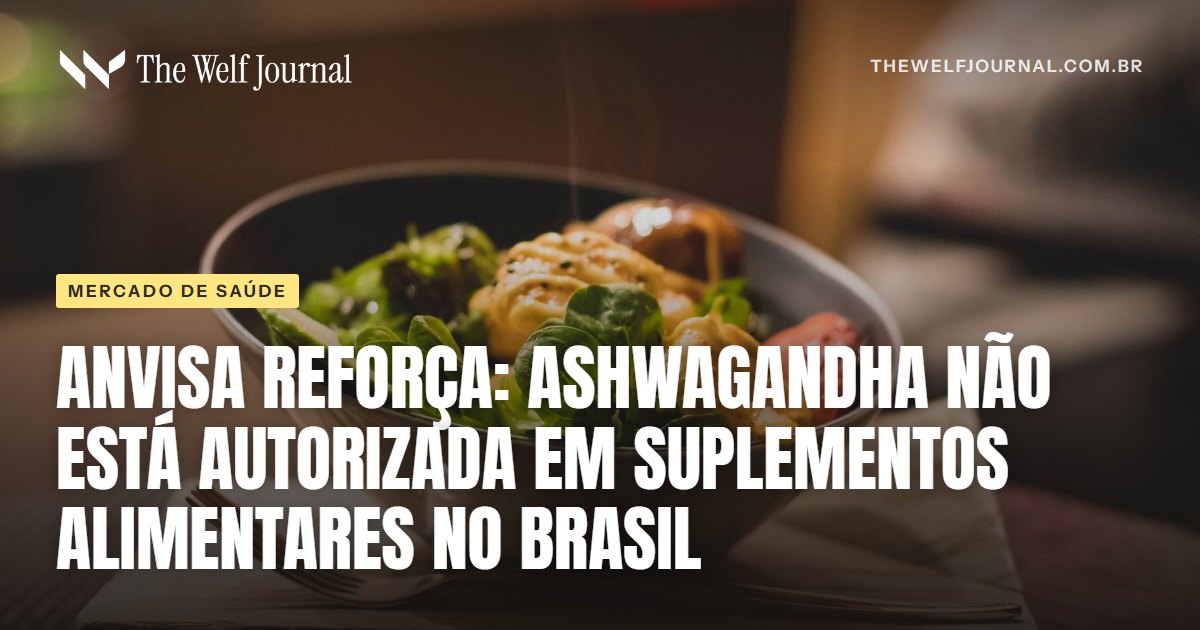 The Welf Journal
THEWELFJOURNAL.COM.BR
MERCADO DE SAÚDE
ANVISA REFORÇA: ASHWAGANDHA NÃO
ESTÁ AUTORIZADA EM SUPLEMENTOS
ALIMENTARES NO BRASIL